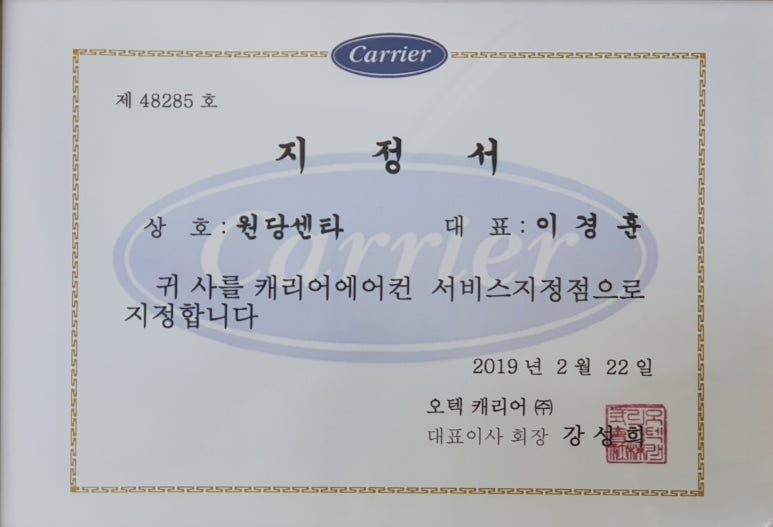 Carrier
제 48285 호
지 정 서
Carrier
상 호 : 원당센타 대 표 : 이 경 훈
귀 사를 캐리어에어컨 서비스지정점으로
지정합니다
2019 년 2 월 22 일
오텍 캐리어 ㈜
대표이사 회장 강 성 희